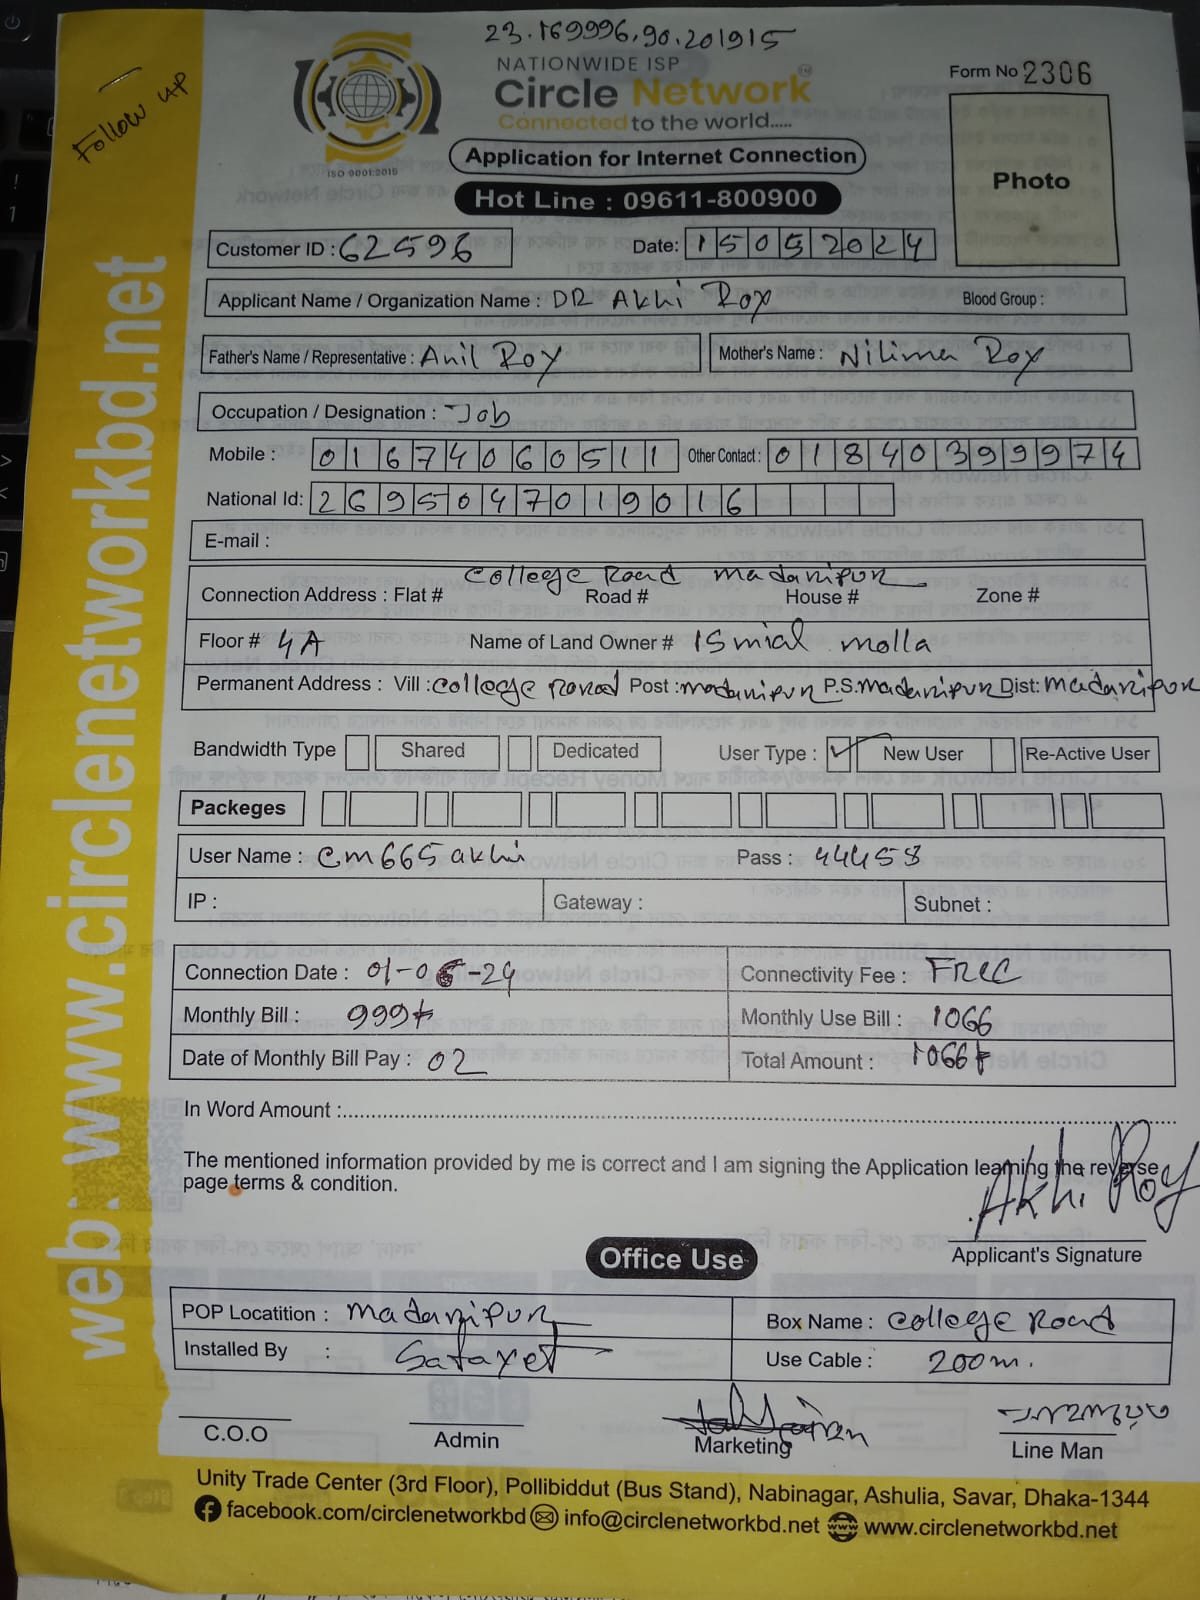 23.169996,90.201915
Follow up
NATIONWIDE ISP
Circle Network
Connected to the world.....
ISO 9001:2015
Form No 2306
Photo
Application for Internet Connection
Hot Line : 09611-800900
Customer ID : 62596 Date: 15052024
Applicant Name / Organization Name : DR Akhi Roy Blood Group :
Father's Name / Representative : Anil Roy Mother's Name : Nilima Roy
Occupation / Designation : Job
Mobile : 01674060511 Other Contact : 01840399974
National Id: 2695047019016
E-mail :
College Road madaripur
Connection Address : Flat # Road # House # Zone #
Floor # 4A Name of Land Owner # ISmial molla
Permanent Address : Vill : College Road Post : madaripur P.S. madaripur Dist: madaripur
Bandwidth Type Shared Dedicated User Type : ✓ New User Re-Active User
Packeges
User Name : cm665akhi Pass : 44458
IP : Gateway : Subnet :
Connection Date : 01-06-24 Connectivity Fee : Free
Monthly Bill : 999 Monthly Use Bill : 1066
Date of Monthly Bill Pay : 02 Total Amount : 1066
In Word Amount :
The mentioned information provided by me is correct and I am signing the Application learning the reverse
page terms & condition.
Akhi Roy
Applicant's Signature
Office Use
POP Locatition : madaripur Box Name : College Road
Installed By : Use Cable : 200m.
C.O.O Admin Marketing Line Man
Unity Trade Center (3rd Floor), Pollibiddut (Bus Stand), Nabinagar, Ashulia, Savar, Dhaka-1344
facebook.com/circlenetworkbd info@circlenetworkbd.net www.circlenetworkbd.net
web: www.circlenetworkbd.net